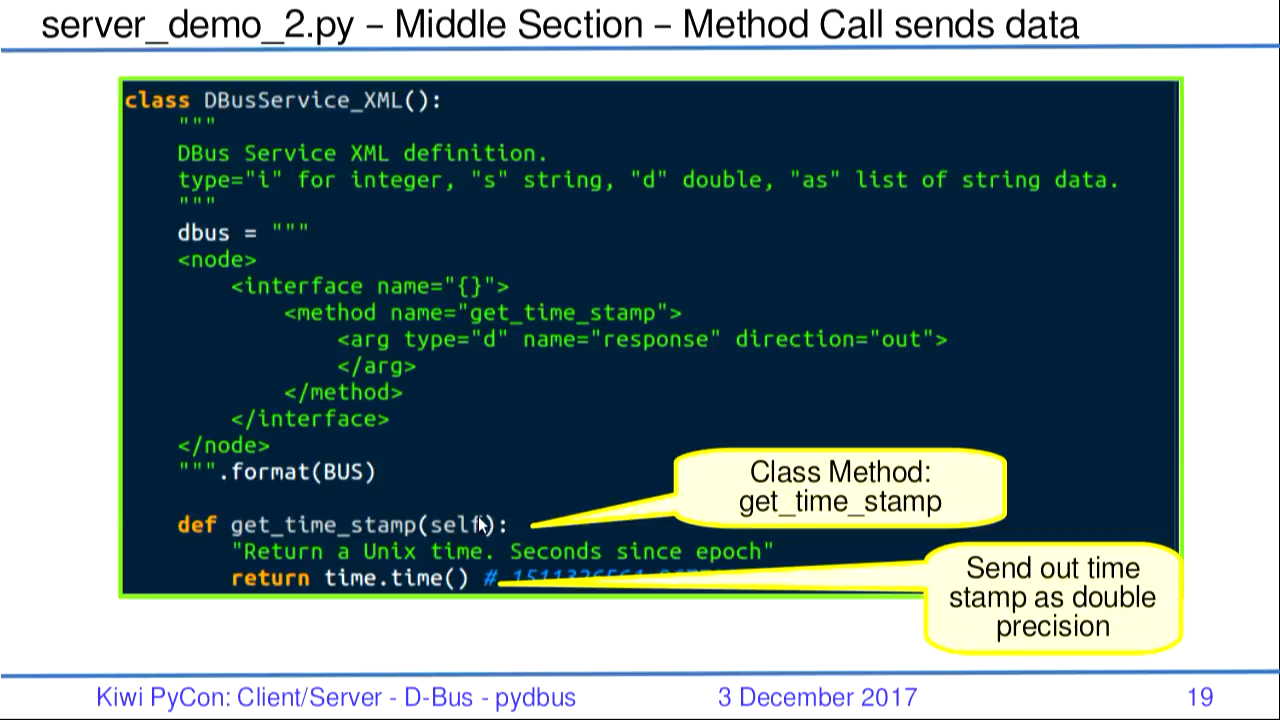 server_demo_2.py – Middle Section – Method Call sends data
class DBusService_XML():
"""
DBus Service XML definition.
type="i" for integer, "s" string, "d" double, "as" list of string data.
"""
dbus = """
<node>
<interface name="{}">
<method name="get_time_stamp">
<arg type="d" name="response" direction="out">
</arg>
</method>
</interface>
</node>
""".format(BUS)
def get_time_stamp(self):
"Return a Unix time. Seconds since epoch"
return time.time() #
Class Method:
get_time_stamp
Send out time
stamp as double
precision
Kiwi PyCon: Client/Server - D-Bus - pydbus
3 December 2017
19